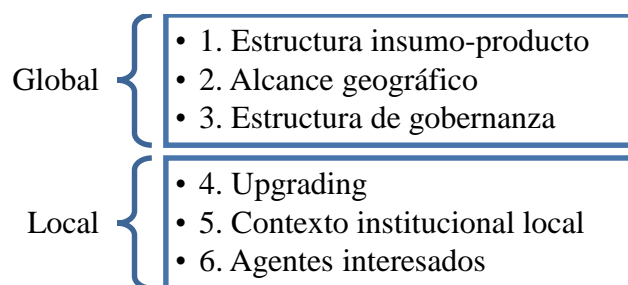 Global
• 1. Estructura insumo-producto
• 2. Alcance geográfico
• 3. Estructura de gobernanza
Local
• 4. Upgrading
• 5. Contexto institucional local
• 6. Agentes interesados